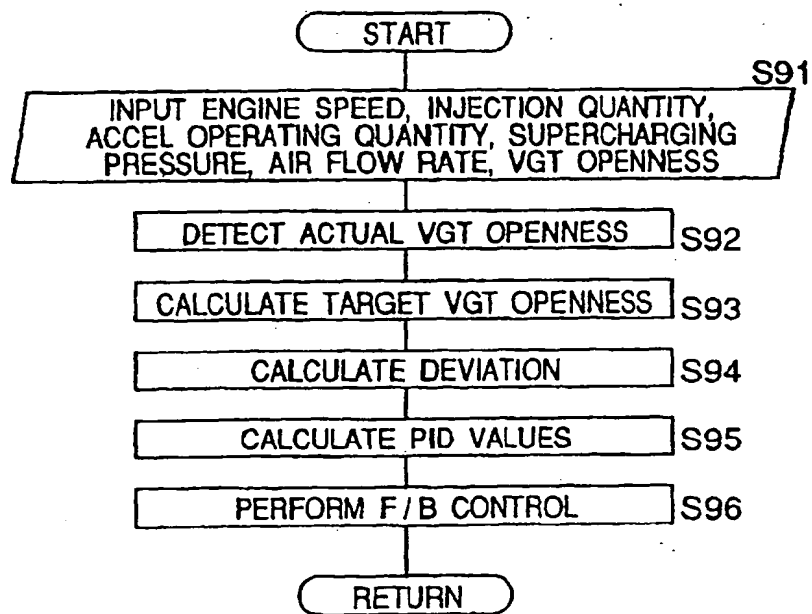 START
S91
INPUT ENGINE SPEED, INJECTION QUANTITY,
ACCEL OPERATING QUANTITY, SUPERCHARGING
PRESSURE, AIR FLOW RATE, VGT OPENNESS
DETECT ACTUAL VGT OPENNESS S92
CALCULATE TARGET VGT OPENNESS S93
CALCULATE DEVIATION S94
CALCULATE PID VALUES S95
PERFORM F/B CONTROL S96
RETURN